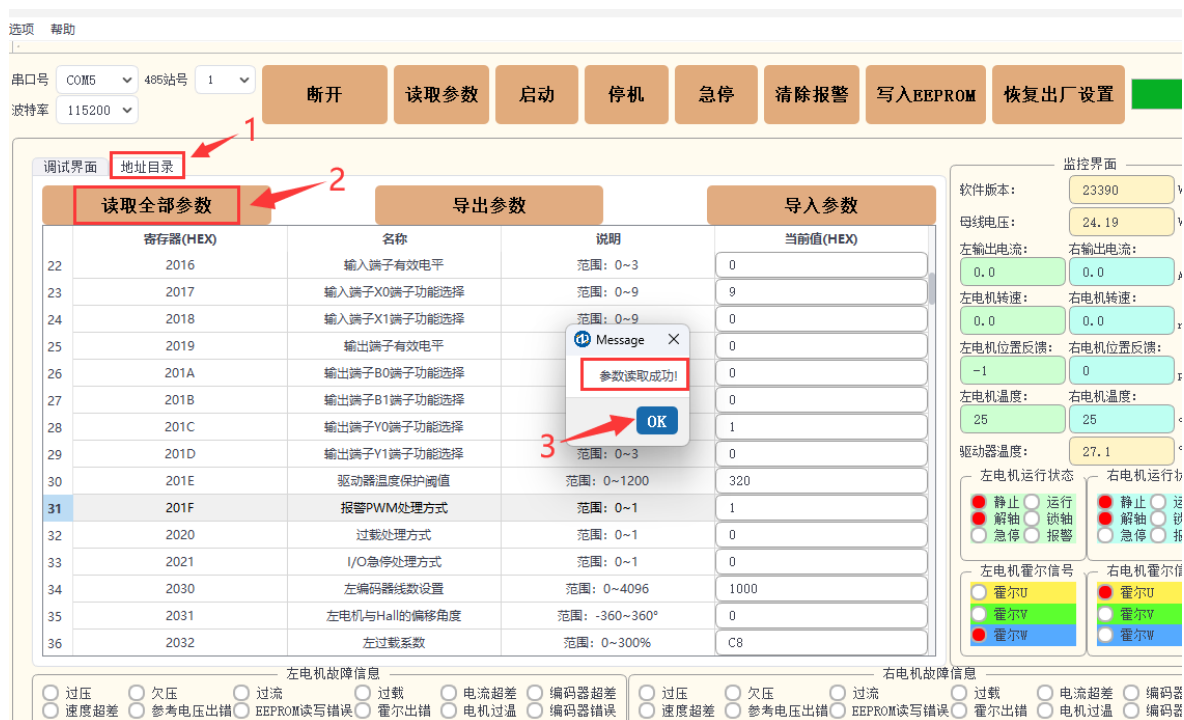 选项 帮助
串口号 COM5 485站号 1
波特率 115200
断开 读取参数 启动 停机 急停 清除报警 写入EEPROM 恢复出厂设置
1
调试界面 地址目录
2
读取全部参数 导出参数 导入参数
寄存器(HEX) 名称 说明 当前值(HEX)
22 2016 输入端子有效电平 范围: 0~3 0
23 2017 输入端子X0端子功能选择 范围: 0~9 9
24 2018 输入端子X1端子功能选择 范围: 0~9 0
25 2019 输出端子有效电平 0
26 201A 输出端子B0端子功能选择 0
27 201B 输出端子B1端子功能选择 0
28 201C 输出端子Y0端子功能选择 1
29 201D 输出端子Y1端子功能选择 范围: 0~3 0
30 201E 驱动器温度保护阈值 范围: 0~1200 320
31 201F 报警PWM处理方式 范围: 0~1 1
32 2020 过载处理方式 范围: 0~1 0
33 2021 I/O急停处理方式 范围: 0~1 0
34 2030 左编码器线数设置 范围: 0~4096 1000
35 2031 左电机与Hall的偏移角度 范围: -360~360° 0
36 2032 左过载系数 范围: 0~300% C8
Message
参数读取成功!
OK
3
监控界面
软件版本: 23390
母线电压: 24.19
左输出电流: 右输出电流:
0.0 0.0
左电机转速: 右电机转速:
0.0 0.0
左电机位置反馈: 右电机位置反馈:
-1 0
左电机温度: 右电机温度:
25 25
驱动器温度: 27.1
左电机运行状态 右电机运行状
静止 运行 静止
解轴 锁轴 解轴
急停 报警 急停
左电机霍尔信号 右电机霍尔信
霍尔U 霍尔U
霍尔V 霍尔V
霍尔W 霍尔W
左电机故障信息 右电机故障信息
过压 欠压 过流 过载 电流超差 编码器超差 过压 欠压 过流 过载 电流超差 编码器
速度超差 参考电压出错 EEPROM读写错误 霍尔出错 电机过温 编码器错误 速度超差 参考电压出错 EEPROM读写错误 霍尔出错 电机过温 编码器